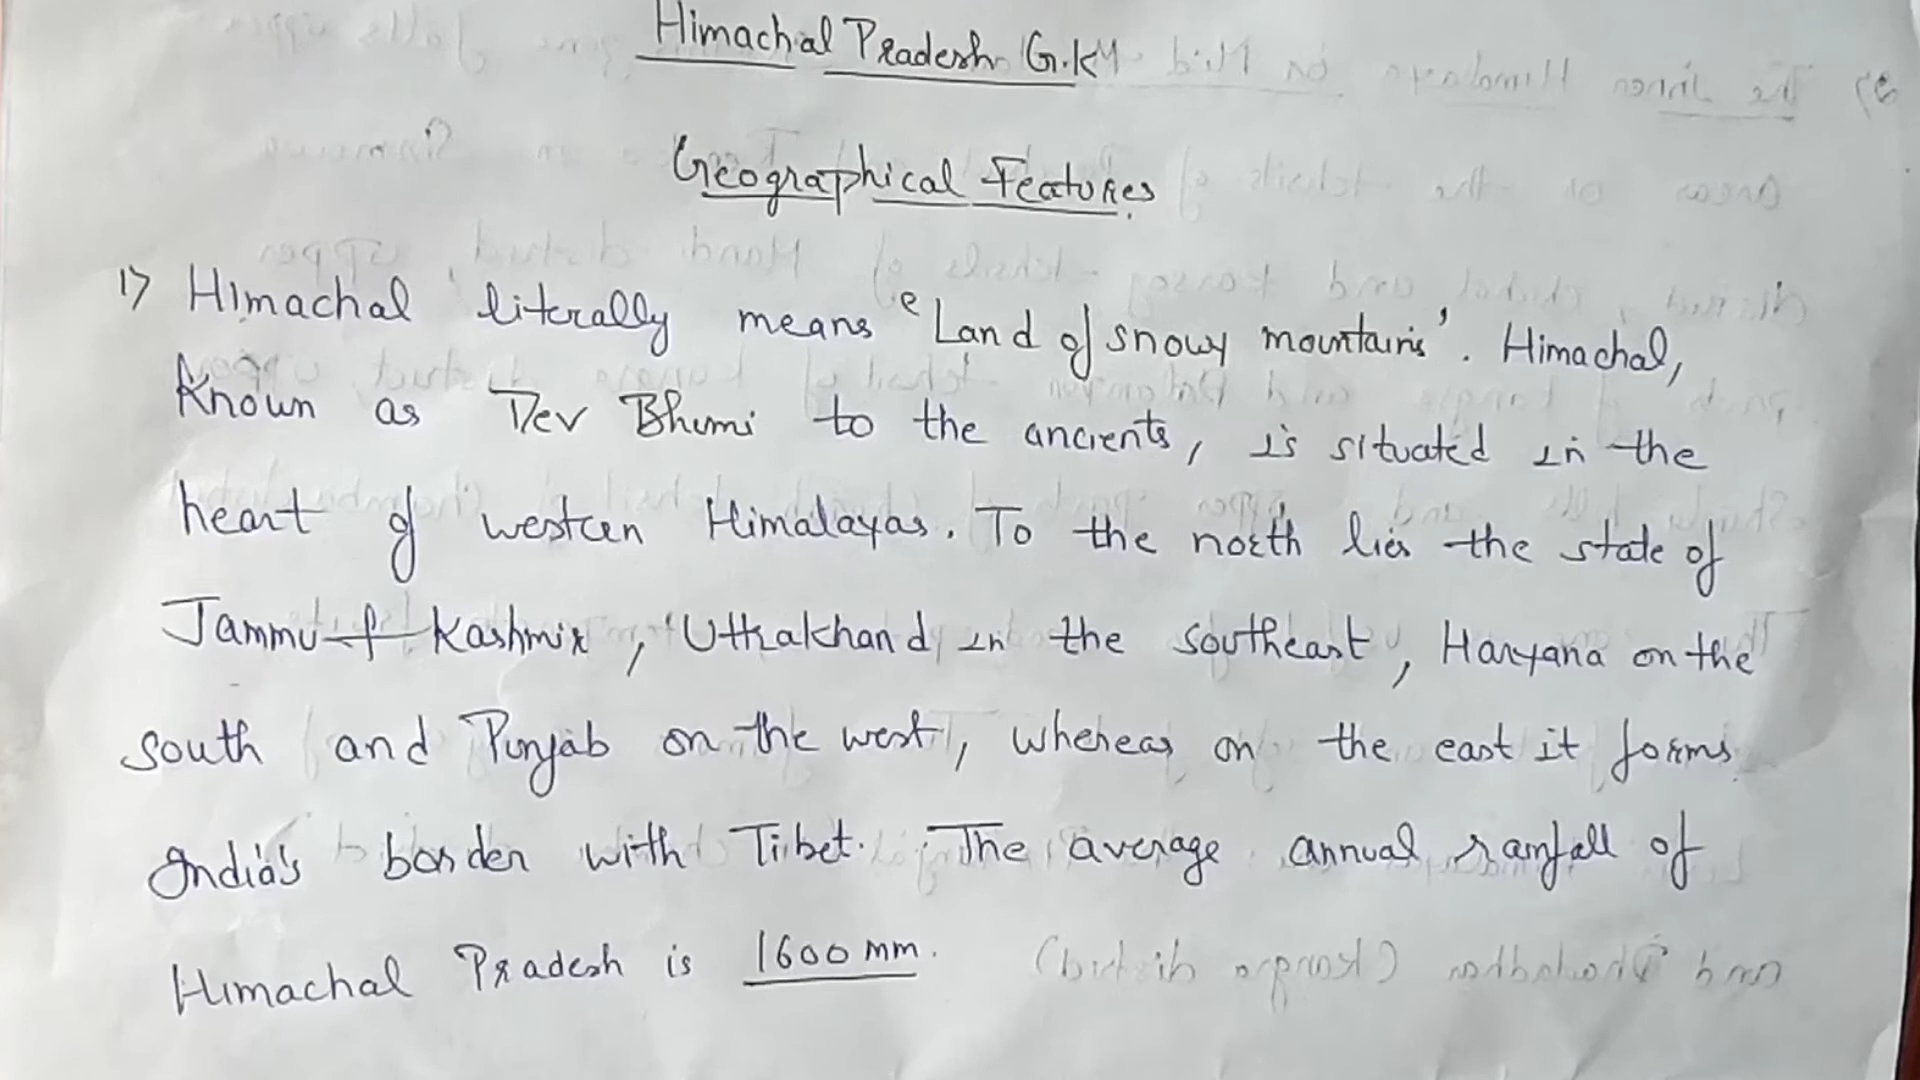 Himachal Pradesh G.K
Geographical Features
1) Himachal literally means 'Land of snowy mountains'. Himachal,
Known as Dev Bhumi to the ancients, is situated in the
heart of western Himalayas. To the north lies the state of
Jammu & Kashmir, Uttrakhand in the southeast, Haryana on the
south and Punjab on the west, whereas on the east it forms
India's border with Tibet. The average annual rainfall of
Himachal Pradesh is 1600 mm.